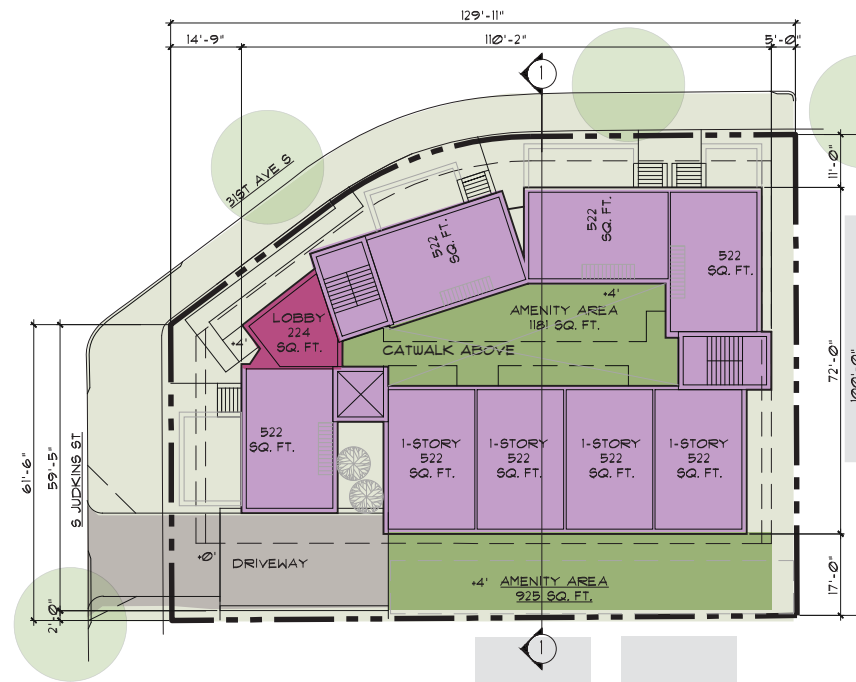 129'-11"
14'-9"
110'-2"
5'-0"
1
31ST AVE S
11'-0"
522
SQ. FT.
522
SQ. FT.
522
SQ. FT.
+4'
AMENITY AREA
1181 SQ. FT.
LOBBY
224
SQ. FT.
+4'
CATWALK ABOVE
72'-0"
100'-0"
61'-6"
59'-5"
S JUDKINS ST
522
SQ. FT.
1-STORY
522
SQ. FT.
1-STORY
522
SQ. FT.
1-STORY
522
SQ. FT.
1-STORY
522
SQ. FT.
+0'
DRIVEWAY
+4'
AMENITY AREA
925 SQ. FT.
17'-0"
2'-0"
1